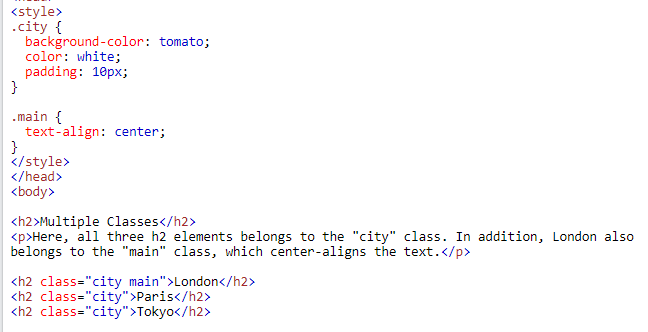 <style>
.city {
  background-color: tomato;
  color: white;
  padding: 10px;
}
.main {
  text-align: center;
}
</style>
</head>
<body>
<h2>Multiple Classes</h2>
<p>Here, all three h2 elements belongs to the "city" class. In addition, London also
belongs to the "main" class, which center-aligns the text.</p>
<h2 class="city main">London</h2>
<h2 class="city">Paris</h2>
<h2 class="city">Tokyo</h2>